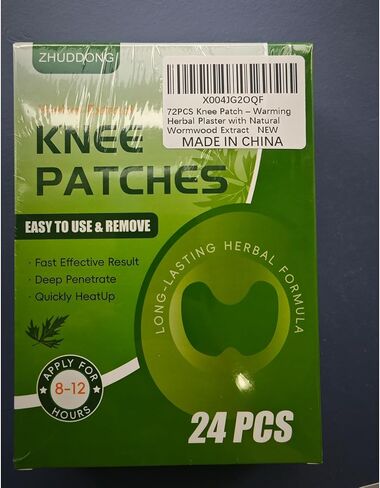 ZHUDDONG
X004JG2OQF
72PCS Knee Patch – Warming
Herbal Plaster with Natural
Wormwood Extract NEW
MADE IN CHINA
KNEE
PATCHES
EASY TO USE & REMOVE
· Fast Effective Result
· Deep Penetrate
· Quickly HeatUp
LONG-LASTING HERBAL FORMULA
APPLY FOR
8-12
HOURS
24 PCS